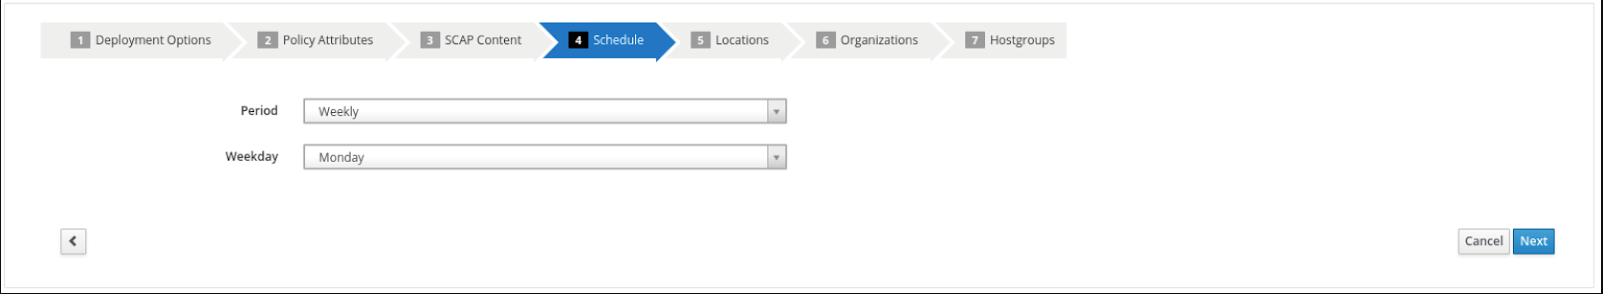 1 Deployment Options 2 Policy Attributes 3 SCAP Content 4 Schedule 5 Locations 6 Organizations 7 Hostgroups
Period Weekly
Weekday Monday
Cancel Next